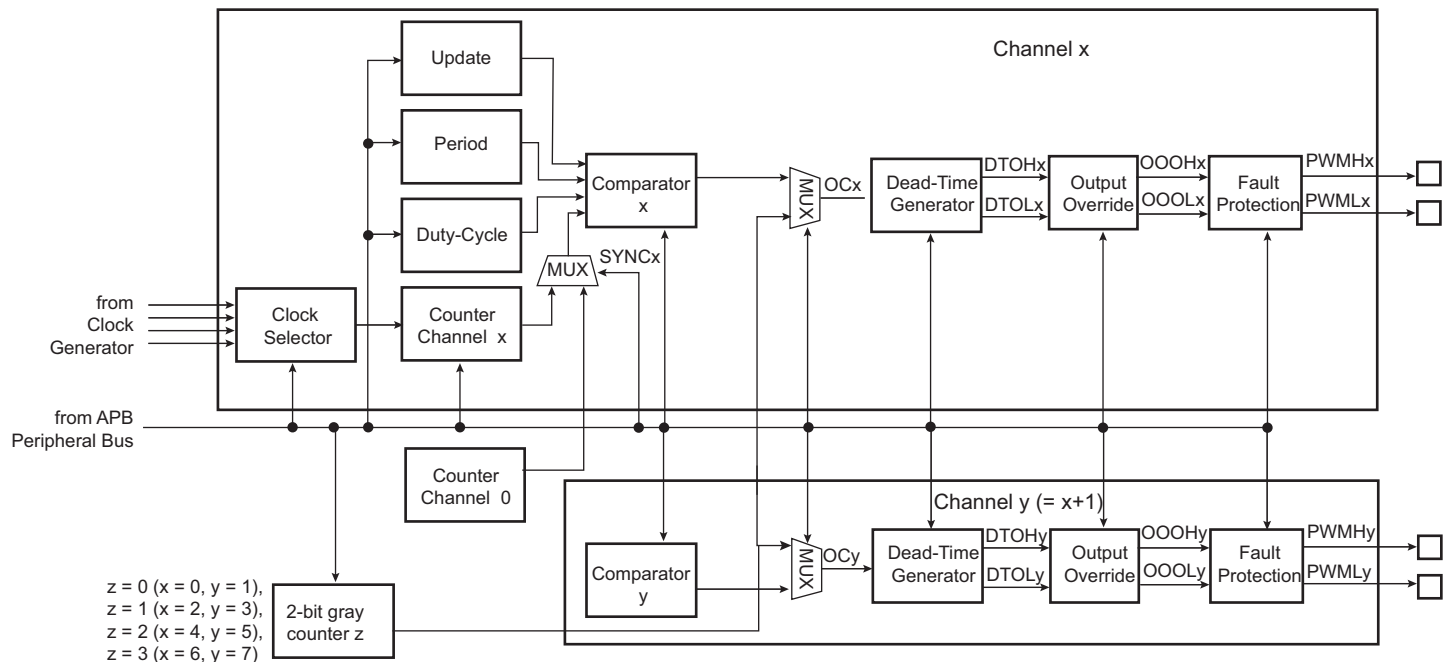 Channel x
Update
Period
Comparator
x
Duty-Cycle
MUX
SYNCx
from
Clock
Generator
Clock
Selector
Counter
Channel x
MUX
OCx
Dead-Time
Generator
DTOHx
DTOLx
Output
Override
OOOHx
OOOLx
Fault
Protection
PWMHx
PWMLx
from APB
Peripheral Bus
Counter
Channel 0
Channel y (= x+1)
Comparator
y
MUX
OCy
Dead-Time
Generator
DTOHy
DTOLy
Output
Override
OOOHy
OOOLy
Fault
Protection
PWMHy
PWMLy
z = 0 (x = 0, y = 1),
z = 1 (x = 2, y = 3),
z = 2 (x = 4, y = 5),
z = 3 (x = 6, y = 7)
2-bit gray
counter z